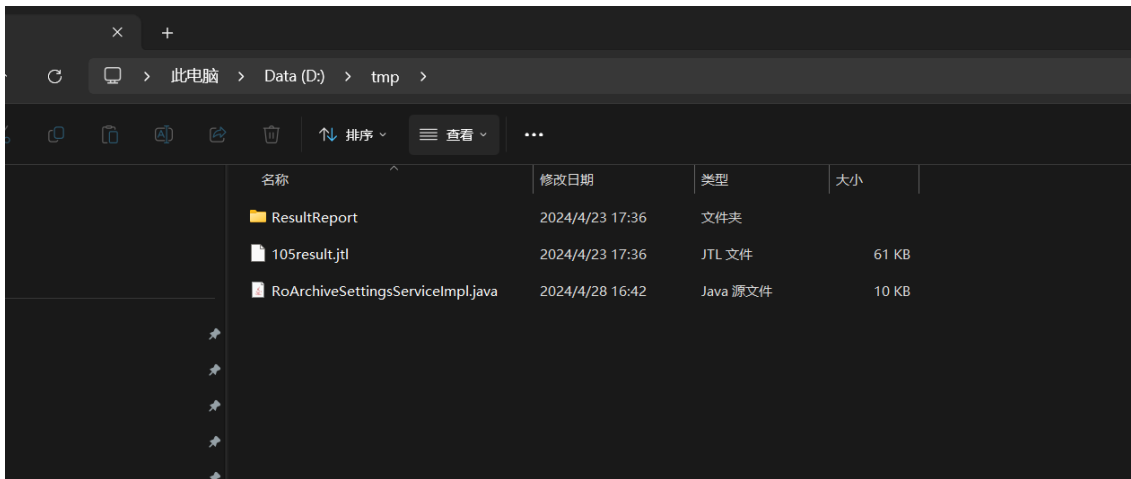 此电脑 > Data (D:) > tmp >
排序 查看 •••
名称 修改日期 类型 大小
ResultReport 2024/4/23 17:36 文件夹
105result.jtl 2024/4/23 17:36 JTL 文件 61 KB
RoArchiveSettingsServiceImpl.java 2024/4/28 16:42 Java 源文件 10 KB